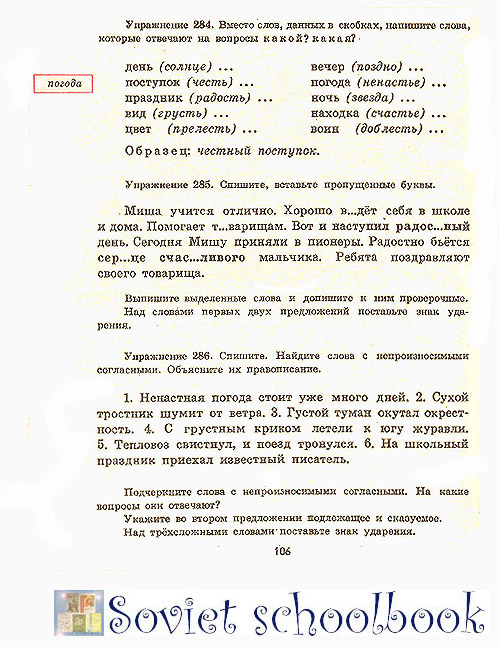 Упражнение 284. Вместо слов, данных в скобках, напишите слова,
которые отвечают на вопросы какой? какая?
день (солнце) ... вечер (поздно) ...
погода
поступок (честь) ... погода (ненастье) ...
праздник (радость) ... ночь (звезда) ...
вид (грусть) ... находка (счастье) ...
цвет (прелесть) ... воин (доблесть) ...
Образец: честный поступок.
Упражнение 285. Спишите, вставьте пропущенные буквы.
Миша учится отлично. Хорошо в...дёт себя в школе
и дома. Помогает т...варищам. Вот и наступил радос...ный
день. Сегодня Мишу приняли в пионеры. Радостно бьётся
сер...це счас...ливого мальчика. Ребята поздравляют
своего товарища.
Выпишите выделенные слова и допишите к ним проверочные.
Над словами первых двух предложений поставьте знак уда-
рения.
Упражнение 286. Спишите. Найдите слова с непроизносимыми
согласными. Объясните их правописание.
1. Ненастная погода стоит уже много дней. 2. Сухой
тростник шумит от ветра. 3. Густой туман окутал окрест-
ность. 4. С грустным криком летели к югу журавли.
5. Тепловоз свистнул, и поезд тронулся. 6. На школьный
праздник приехал известный писатель.
Подчеркните слова с непроизносимыми согласными. На какие
вопросы они отвечают?
Укажите во втором предложении подлежащее и сказуемое.
Над трёхсложными словами поставьте знак ударения.
106
Soviet schoolbook